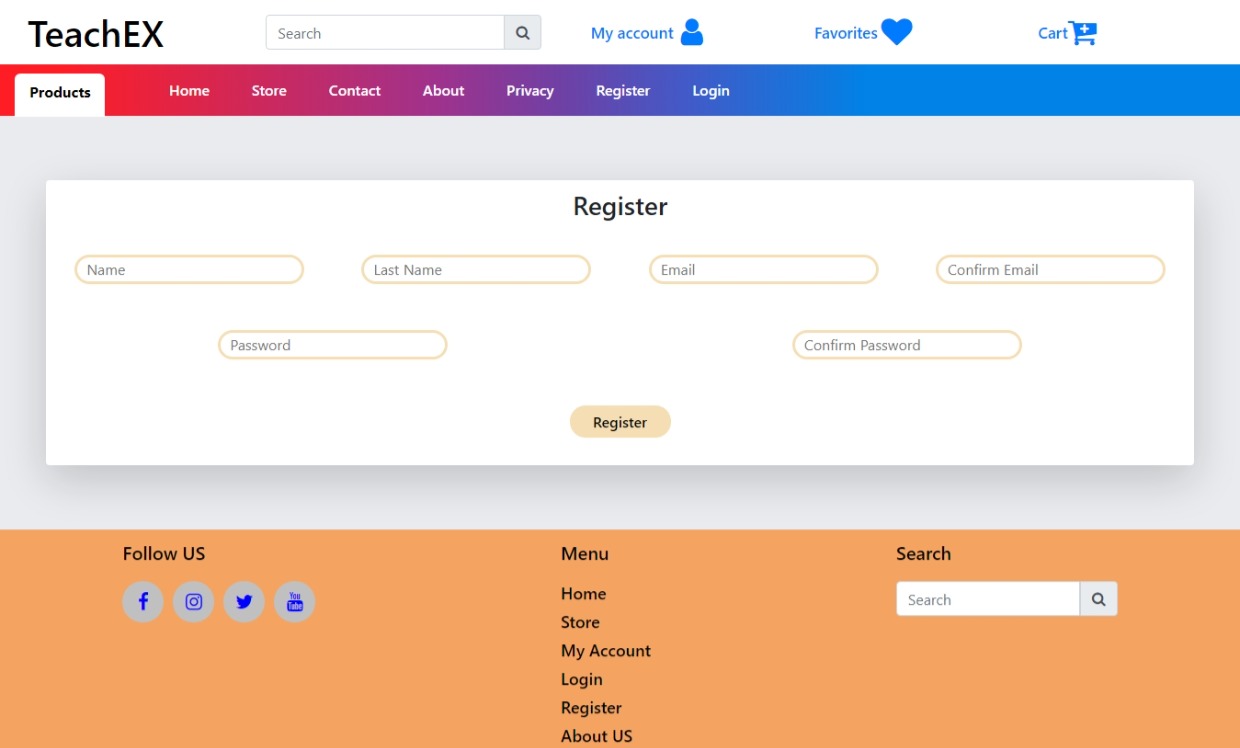 TeachEX
Search
My account
Favorites
Cart
Products
Home
Store
Contact
About
Privacy
Register
Login
Register
Name
Last Name
Email
Confirm Email
Password
Confirm Password
Register
Follow US
You
Tube
Menu
Home
Store
My Account
Login
Register
About US
Search
Search